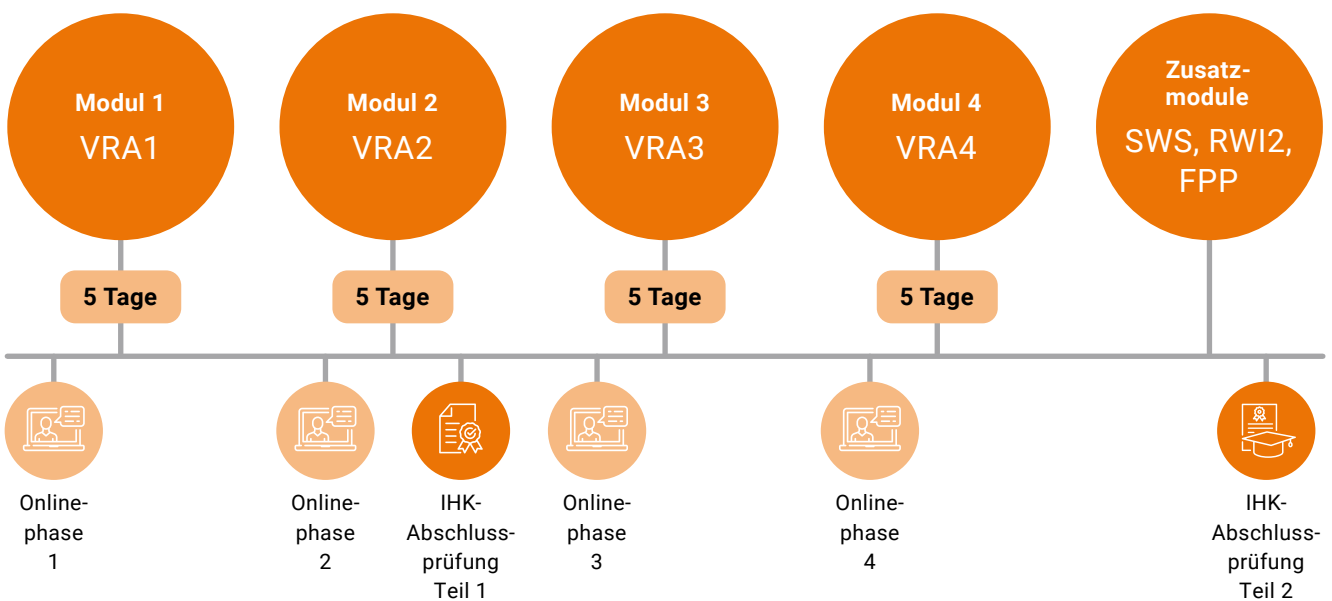 Modul 1
VRA1
Modul 2
VRA2
Modul 3
VRA3
Modul 4
VRA4
Zusatz-
module
SWS, RWI2,
FPP
5 Tage
5 Tage
5 Tage
5 Tage
Online-
phase
1
Online-
phase
2
IHK-
Abschluss-
prüfung
Teil 1
Online-
phase
3
Online-
phase
4
IHK-
Abschluss-
prüfung
Teil 2